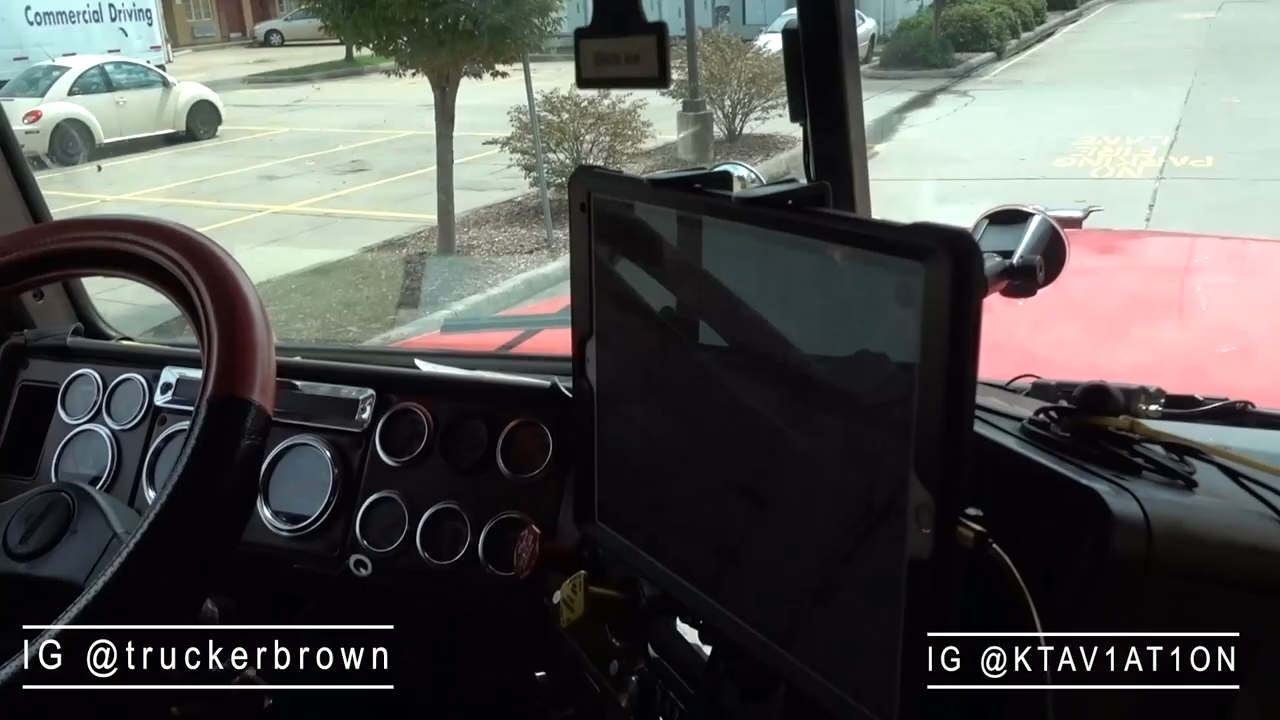 Commercial Driving
NO
PARKING
FIRE
LANE
IG @truckerbrown
IG @KTAV1AT1ON